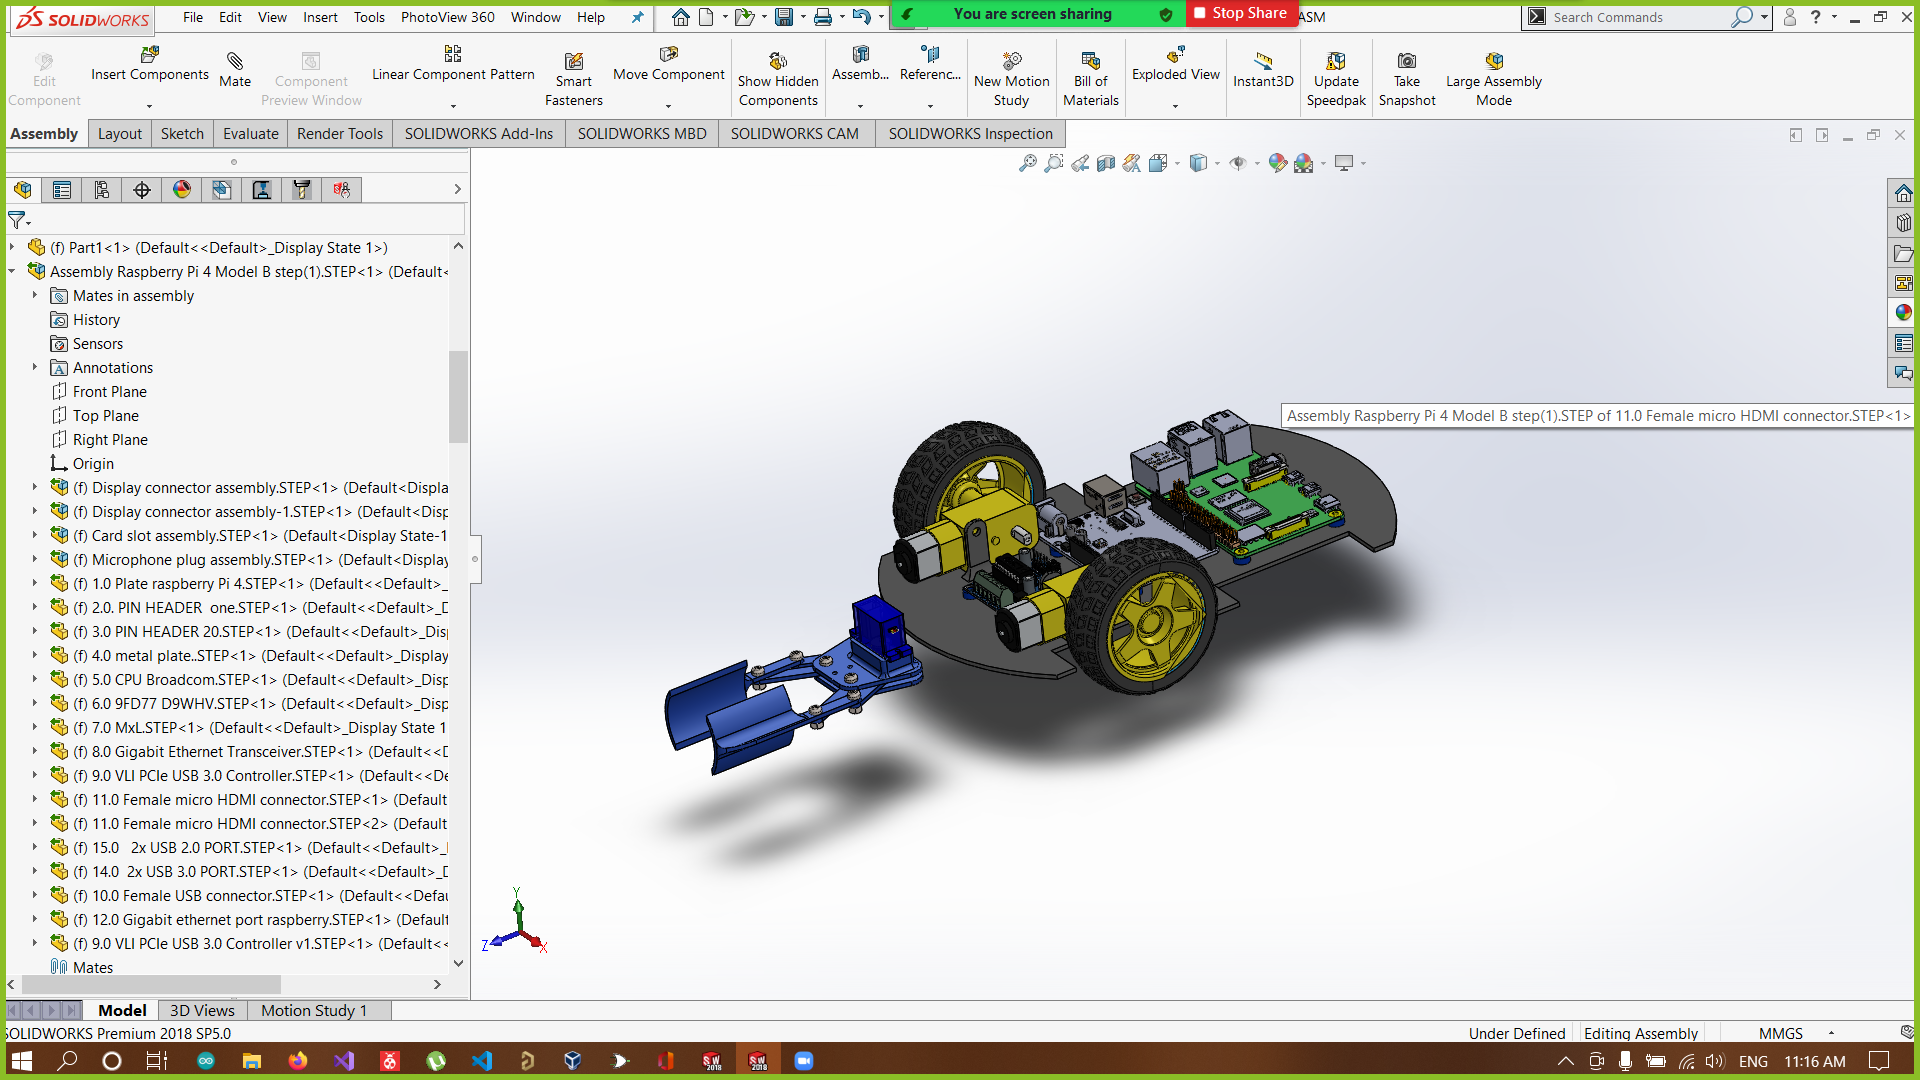 SOLIDWORKS
File Edit View Insert Tools PhotoView 360 Window Help
You are screen sharing
Stop Share
ASM
Search Commands
Edit Component
Insert Components
Mate
Component Preview Window
Linear Component Pattern
Smart Fasteners
Move Component
Show Hidden Components
Assemb...
Referenc...
New Motion Study
Bill of Materials
Exploded View
Instant3D
Update Speedpak
Take Snapshot
Large Assembly Mode
Assembly Layout Sketch Evaluate Render Tools SOLIDWORKS Add-Ins SOLIDWORKS MBD SOLIDWORKS CAM SOLIDWORKS Inspection
(f) Part1<1> (Default<<Default>_Display State 1>)
Assembly Raspberry Pi 4 Model B step(1).STEP<1> (Default<
Mates in assembly
History
Sensors
Annotations
Front Plane
Top Plane
Right Plane
Origin
(f) Display connector assembly.STEP<1> (Default<Displa
(f) Display connector assembly-1.STEP<1> (Default<Disp
(f) Card slot assembly.STEP<1> (Default<Display State-1
(f) Microphone plug assembly.STEP<1> (Default<Display
(f) 1.0 Plate raspberry Pi 4.STEP<1> (Default<<Default>_
(f) 2.0. PIN HEADER one.STEP<1> (Default<<Default>_D
(f) 3.0 PIN HEADER 20.STEP<1> (Default<<Default>_Disp
(f) 4.0 metal plate..STEP<1> (Default<<Default>_Display
(f) 5.0 CPU Broadcom.STEP<1> (Default<<Default>_Disp
(f) 6.0 9FD77 D9WHV.STEP<1> (Default<<Default>_Disp
(f) 7.0 MxL.STEP<1> (Default<<Default>_Display State 1
(f) 8.0 Gigabit Ethernet Transceiver.STEP<1> (Default<<D
(f) 9.0 VLI PCIe USB 3.0 Controller.STEP<1> (Default<<De
(f) 11.0 Female micro HDMI connector.STEP<1> (Default
(f) 11.0 Female micro HDMI connector.STEP<2> (Default
(f) 15.0 2x USB 2.0 PORT.STEP<1> (Default<<Default>_
(f) 14.0 2x USB 3.0 PORT.STEP<1> (Default<<Default>_D
(f) 10.0 Female USB connector.STEP<1> (Default<<Defau
(f) 12.0 Gigabit ethernet port raspberry.STEP<1> (Default
(f) 9.0 VLI PCIe USB 3.0 Controller v1.STEP<1> (Default<<
Mates
Assembly Raspberry Pi 4 Model B step(1).STEP of 11.0 Female micro HDMI connector.STEP<1>
Y
Z
X
Model 3D Views Motion Study 1
SOLIDWORKS Premium 2018 SP5.0
Under Defined Editing Assembly MMGS
SW 2018
SW 2018
ENG 11:16 AM